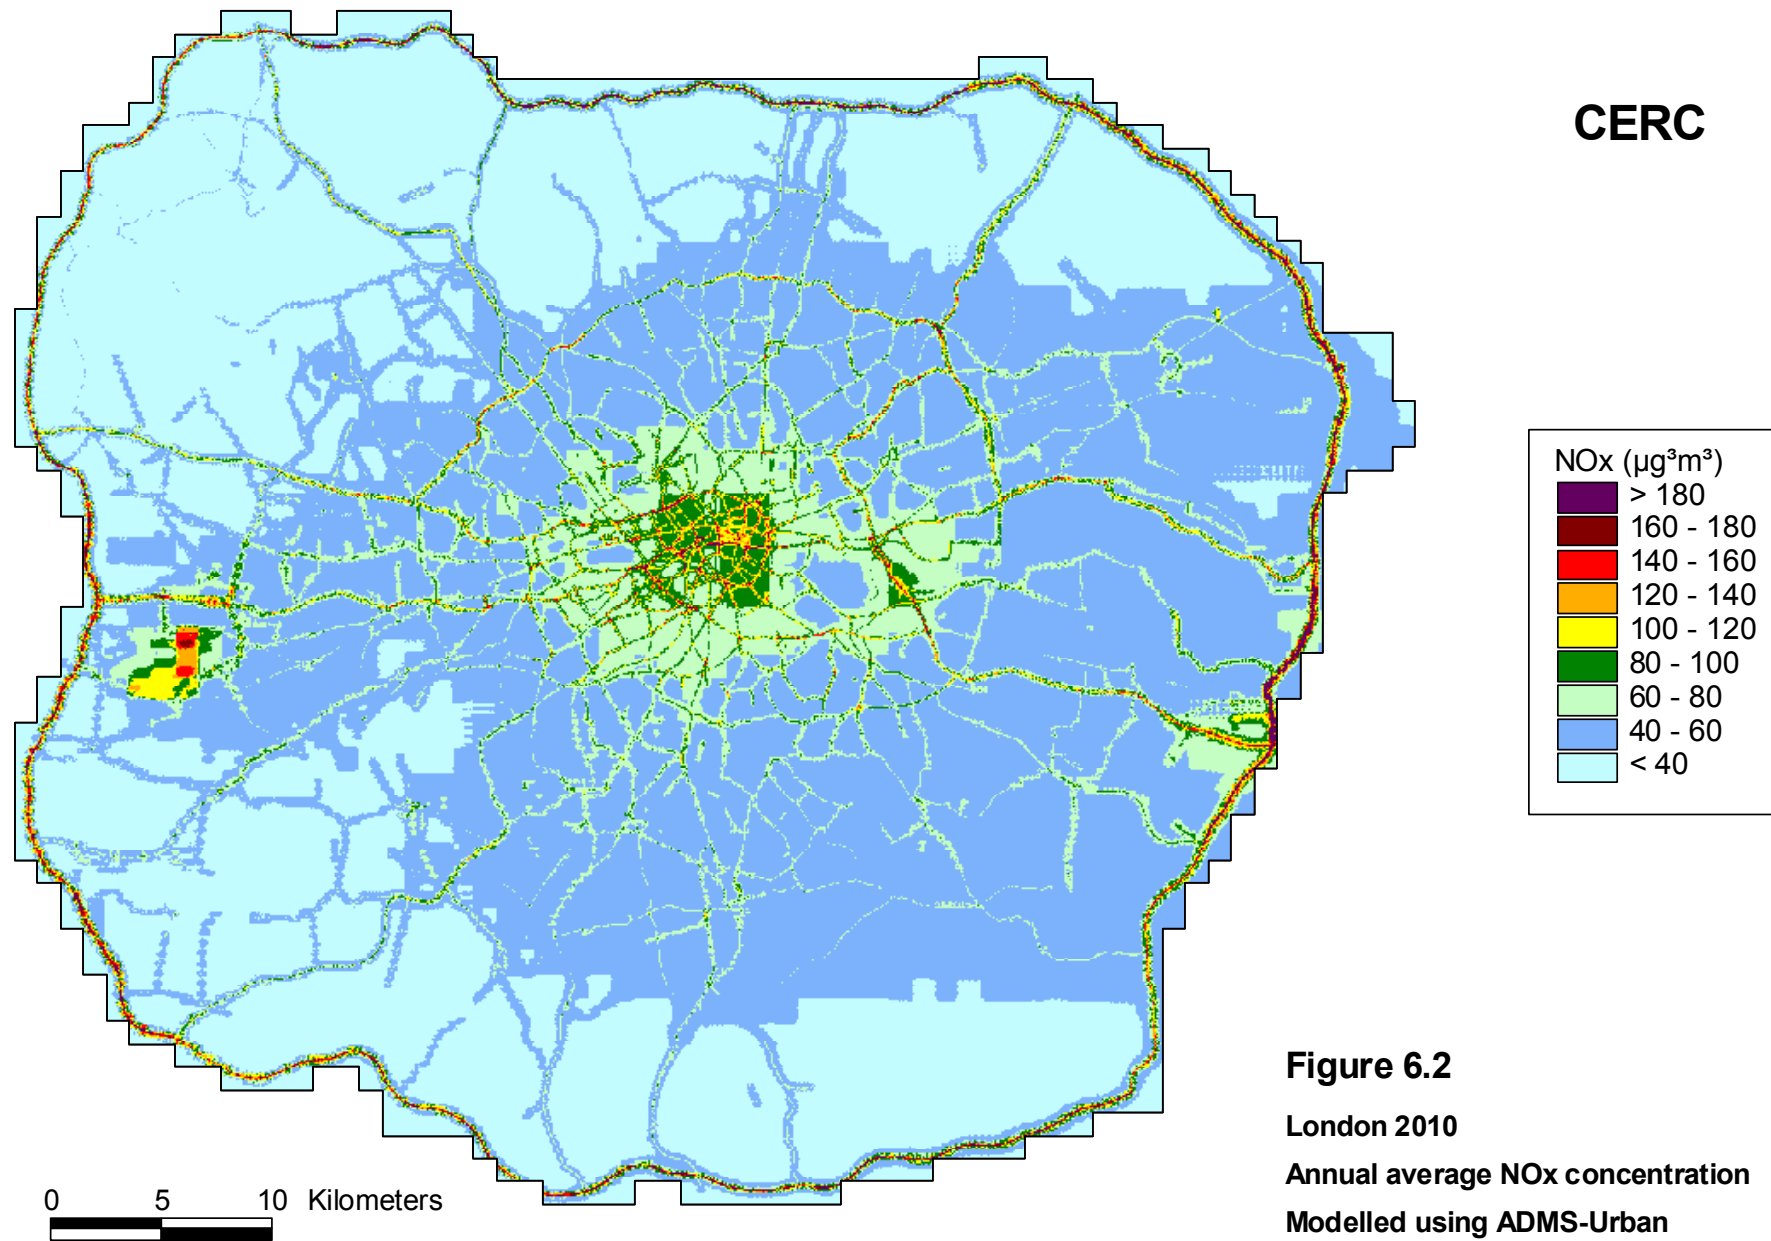 CERC
NOx (µg³m³)
> 180
160 - 180
140 - 160
120 - 140
100 - 120
80 - 100
60 - 80
40 - 60
< 40
Figure 6.2
London 2010
Annual average NOx concentration
Modelled using ADMS-Urban
0 5 10 Kilometers